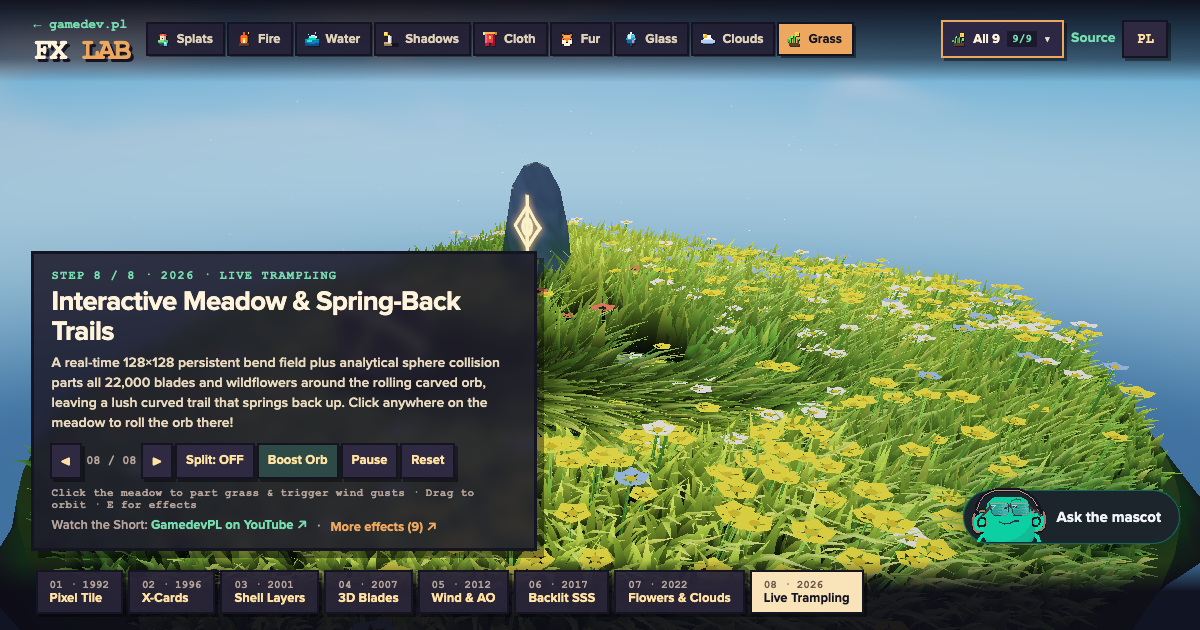 ← gamedev.pl
FX LAB
Splats
Fire
Water
Shadows
Cloth
Fur
Glass
Clouds
Grass
All 9 9/9 ▼
Source
PL
STEP 8 / 8 · 2026 · LIVE TRAMPLING
Interactive Meadow & Spring-Back
Trails
A real-time 128×128 persistent bend field plus analytical sphere collision
parts all 22,000 blades and wildflowers around the rolling carved orb,
leaving a lush curved trail that springs back up. Click anywhere on the
meadow to roll the orb there!
◀ 08 / 08 ▶ Split: OFF Boost Orb Pause Reset
Click the meadow to part grass & trigger wind gusts · Drag to
orbit · E for effects
Watch the Short: GamedevPL on YouTube ↗ · More effects (9) ↗
Ask the mascot
01 · 1992
Pixel Tile
02 · 1996
X-Cards
03 · 2001
Shell Layers
04 · 2007
3D Blades
05 · 2012
Wind & AO
06 · 2017
Backlit SSS
07 · 2022
Flowers & Clouds
08 · 2026
Live Trampling